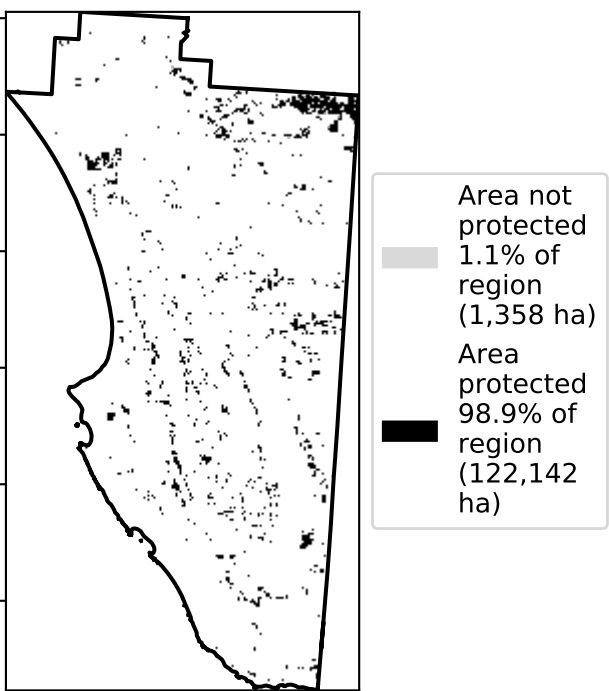 Area not
protected
1.1% of
region
(1,358 ha)
Area
protected
98.9% of
region
(122,142
ha)